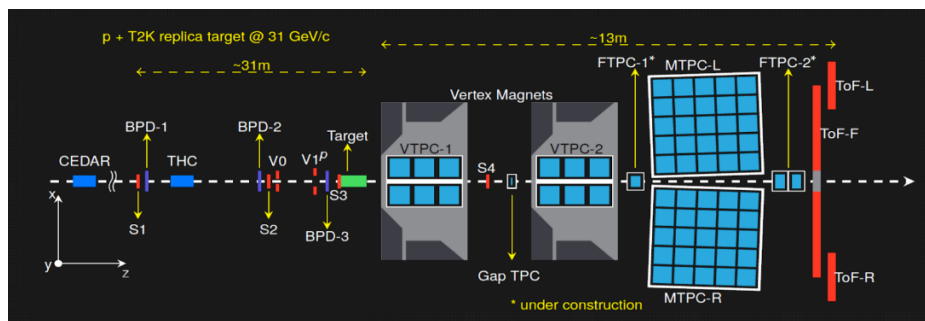 p + T2K replica target @ 31 GeV/c
~13m
~31m
FTPC-1*
MTPC-L
FTPC-2*
ToF-L
Vertex Magnets
BPD-1
BPD-2
Target
ToF-F
V1ᵖ
VTPC-1
VTPC-2
CEDAR
THC
V0
S4
S3
x
S1
S2
BPD-3
y
z
Gap TPC
MTPC-R
ToF-R
* under construction